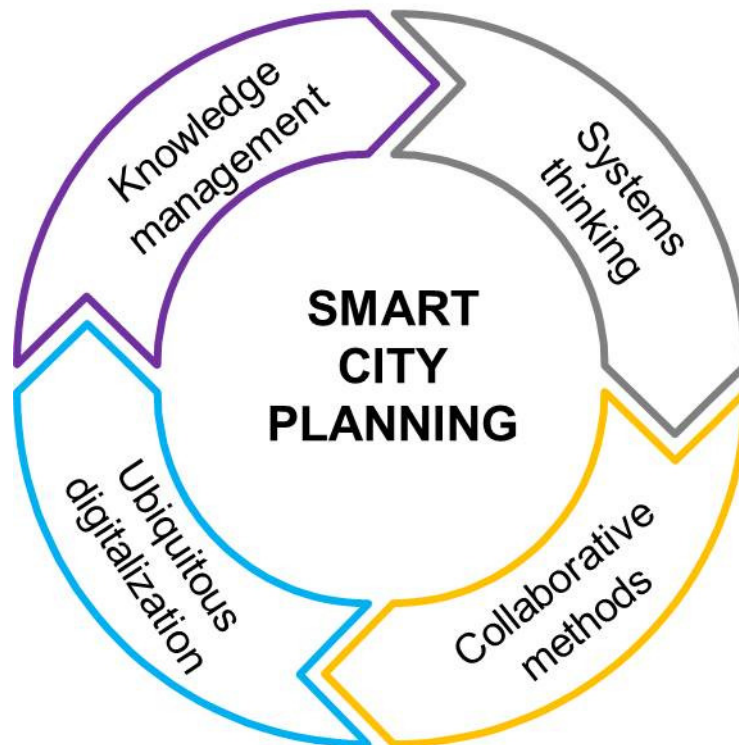 Knowledge
management
Systems
thinking
SMART
CITY
PLANNING
Ubiquitous
digitalization
Collaborative
methods